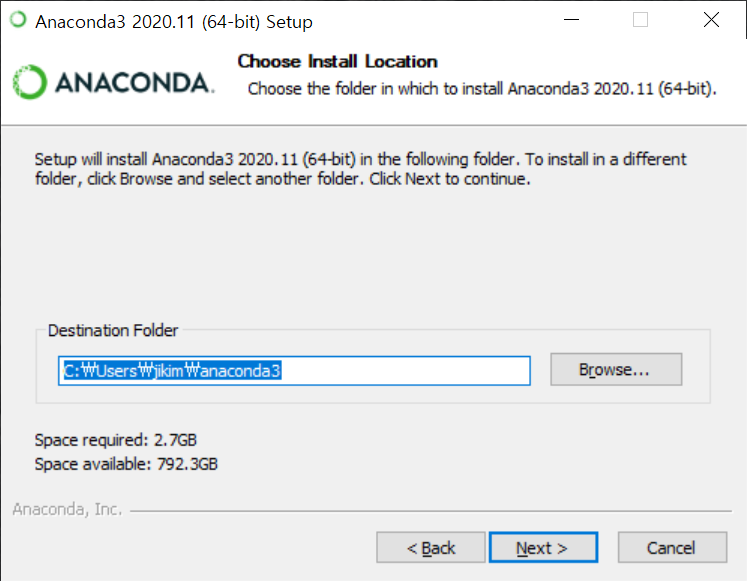 Anaconda3 2020.11 (64-bit) Setup
ANACONDA.
Choose Install Location
Choose the folder in which to install Anaconda3 2020.11 (64-bit).
Setup will install Anaconda3 2020.11 (64-bit) in the following folder. To install in a different
folder, click Browse and select another folder. Click Next to continue.
Destination Folder
C:₩Users₩jikim₩anaconda3
Browse...
Space required: 2.7GB
Space available: 792.3GB
Anaconda, Inc.
< Back
Next >
Cancel